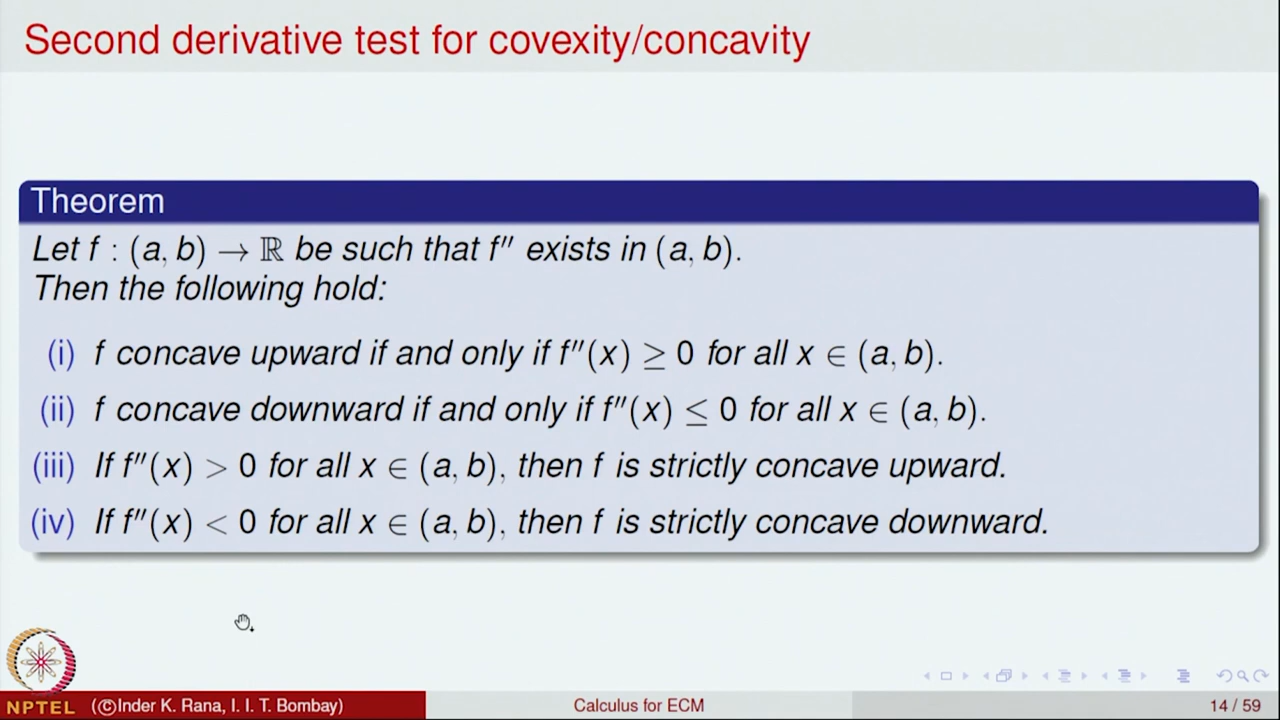 Second derivative test for covexity/concavity
Theorem
Let f : (a, b) → ℝ be such that f″ exists in (a, b).
Then the following hold:
(i) f concave upward if and only if f″(x) ≥ 0 for all x ∈ (a, b).
(ii) f concave downward if and only if f″(x) ≤ 0 for all x ∈ (a, b).
(iii) If f″(x) > 0 for all x ∈ (a, b), then f is strictly concave upward.
(iv) If f″(x) < 0 for all x ∈ (a, b), then f is strictly concave downward.
NPTEL (©Inder K. Rana, I. I. T. Bombay) Calculus for ECM 14 / 59